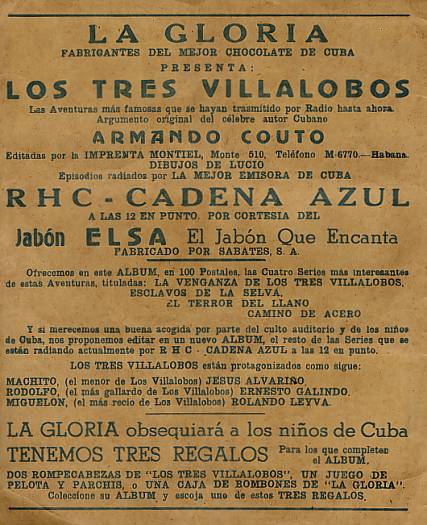 LA GLORIA
FABRICANTES DEL MEJOR CHOCOLATE DE CUBA
PRESENTA:
LOS TRES VILLALOBOS
Las Aventuras más famosas que se hayan trasmitido por Radio hasta ahora.
Argumento original del célebre autor Cubano
ARMANDO COUTO
Editadas por la IMPRENTA MONTIEL, Monte 510, Teléfono M-6770.—Habana.
DIBUJOS DE LUCIO
Episodios radiados por LA MEJOR EMISORA DE CUBA
RHC - CADENA AZUL
A LAS 12 EN PUNTO. POR CORTESIA DEL
Jabón ELSA El Jabón Que Encanta
FABRICADO POR SABATES, S. A.
Ofrecemos en este ALBUM, en 100 Postales, las Cuatro Series más interesantes
de estas Aventuras, tituladas: LA VENGANZA DE LOS TRES VILLALOBOS,
ESCLAVOS DE LA SELVA,
EL TERROR DEL LLANO
CAMINO DE ACERO
Y si merecemos una buena acogida por parte del culto auditorio y de los niños
de Cuba, nos proponemos editar en un nuevo ALBUM, el resto de las Series que se
están radiando actualmente por R H C - CADENA AZUL a las 12 en punto.
LOS TRES VILLALOBOS están protagonizados como sigue:
MACHITO, (el menor de Los Villalobos) JESUS ALVARIÑO,
RODOLFO, (el más gallardo de Los Villalobos) ERNESTO GALINDO,
MIGUELON, (el más recio de Los Villalobos) ROLANDO LEYVA.
LA GLORIA obsequiará a los niños de Cuba
TENEMOS TRES REGALOS Para los que completen
el ALBUM.
DOS ROMPECABEZAS DE "LOS TRES VILLALOBOS", UN JUEGO DE
PELOTA Y PARCHIS, o UNA CAJA DE BOMBONES DE "LA GLORIA".
Coleccione su ALBUM y escoja uno de estos TRES REGALOS.